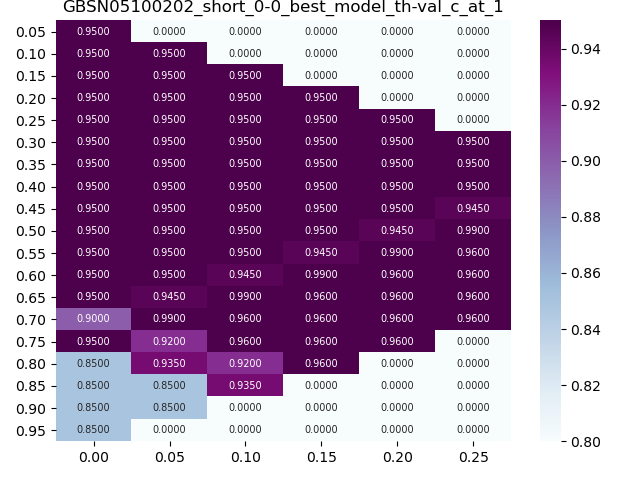 GBSN05100202_short_0-0_best_model_th-val_c_at_1
0.05 0.9500 0.0000 0.0000 0.0000 0.0000 0.0000
0.10 0.9500 0.9500 0.0000 0.0000 0.0000 0.0000
0.15 0.9500 0.9500 0.9500 0.0000 0.0000 0.0000
0.20 0.9500 0.9500 0.9500 0.9500 0.0000 0.0000
0.25 0.9500 0.9500 0.9500 0.9500 0.9500 0.0000
0.30 0.9500 0.9500 0.9500 0.9500 0.9500 0.9500
0.35 0.9500 0.9500 0.9500 0.9500 0.9500 0.9500
0.40 0.9500 0.9500 0.9500 0.9500 0.9500 0.9500
0.45 0.9500 0.9500 0.9500 0.9500 0.9500 0.9450
0.50 0.9500 0.9500 0.9500 0.9500 0.9450 0.9900
0.55 0.9500 0.9500 0.9500 0.9450 0.9900 0.9600
0.60 0.9500 0.9500 0.9450 0.9900 0.9600 0.9600
0.65 0.9500 0.9450 0.9900 0.9600 0.9600 0.9600
0.70 0.9000 0.9900 0.9600 0.9600 0.9600 0.9600
0.75 0.9500 0.9200 0.9600 0.9600 0.9600 0.0000
0.80 0.8500 0.9350 0.9200 0.9600 0.0000 0.0000
0.85 0.8500 0.8500 0.9350 0.0000 0.0000 0.0000
0.90 0.8500 0.8500 0.0000 0.0000 0.0000 0.0000
0.95 0.8500 0.0000 0.0000 0.0000 0.0000 0.0000
0.00 0.05 0.10 0.15 0.20 0.25
0.94
0.92
0.90
0.88
0.86
0.84
0.82
0.80